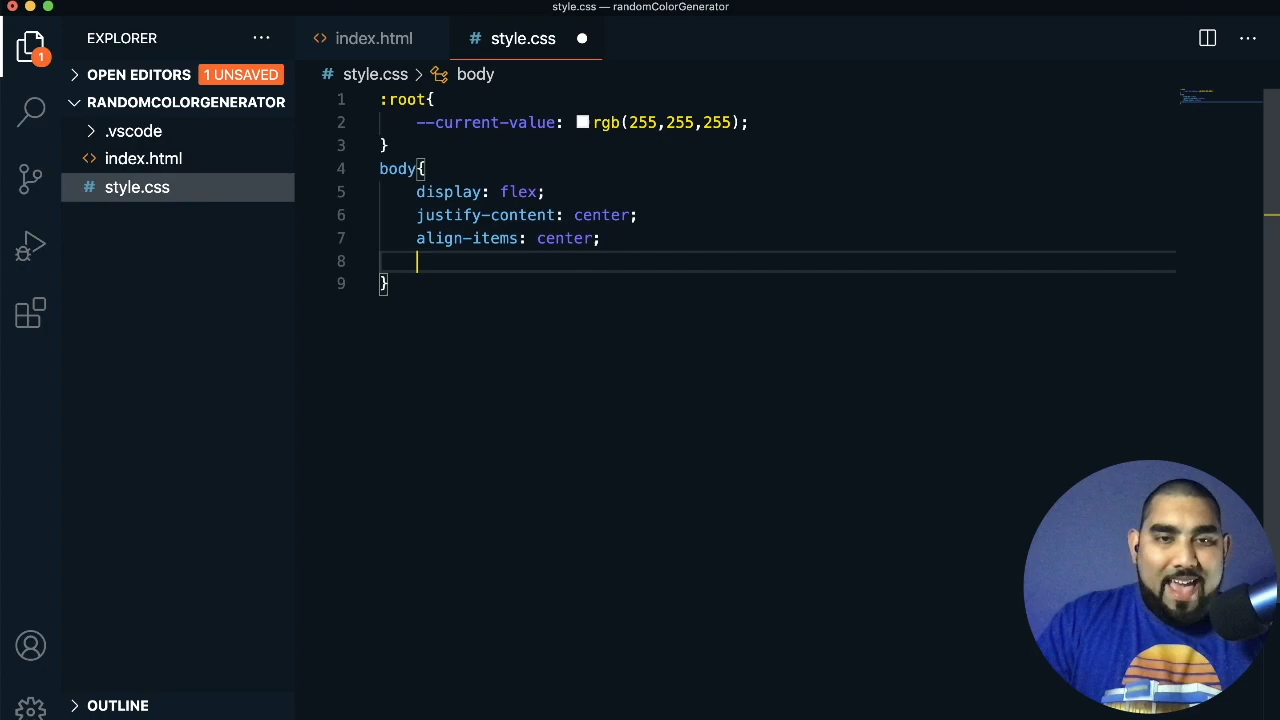 style.css — randomColorGenerator
EXPLORER
index.html
# style.css
1
OPEN EDITORS 1 UNSAVED
# style.css > body
RANDOMCOLORGENERATOR
.vscode
index.html
# style.css
1 :root{
2 --current-value: rgb(255,255,255);
3 }
4 body{
5 display: flex;
6 justify-content: center;
7 align-items: center;
8
9 }
OUTLINE